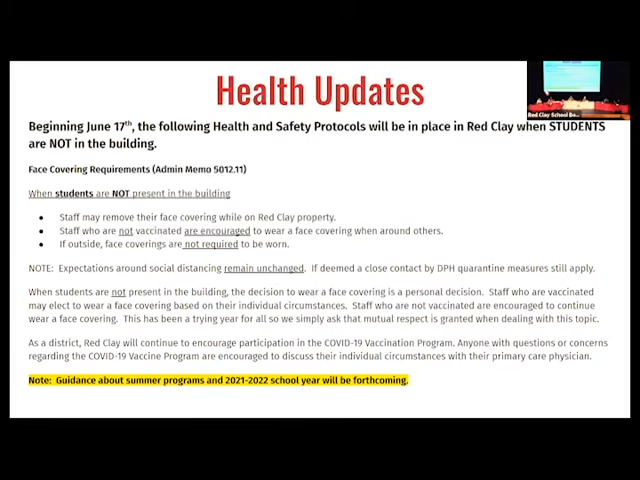 Health Updates
Red Clay School Bo...
Beginning June 17th, the following Health and Safety Protocols will be in place in Red Clay when STUDENTS
are NOT in the building.
Face Covering Requirements (Admin Memo 5012.11)
When students are NOT present in the building
● Staff may remove their face covering while on Red Clay property.
● Staff who are not vaccinated are encouraged to wear a face covering when around others.
● If outside, face coverings are not required to be worn.
NOTE: Expectations around social distancing remain unchanged. If deemed a close contact by DPH quarantine measures still apply.
When students are not present in the building, the decision to wear a face covering is a personal decision. Staff who are vaccinated
may elect to wear a face covering based on their individual circumstances. Staff who are not vaccinated are encouraged to continue
wear a face covering. This has been a trying year for all so we simply ask that mutual respect is granted when dealing with this topic.
As a district, Red Clay will continue to encourage participation in the COVID-19 Vaccination Program. Anyone with questions or concerns
regarding the COVID-19 Vaccine Program are encouraged to discuss their individual circumstances with their primary care physician.
Note: Guidance about summer programs and 2021-2022 school year will be forthcoming.